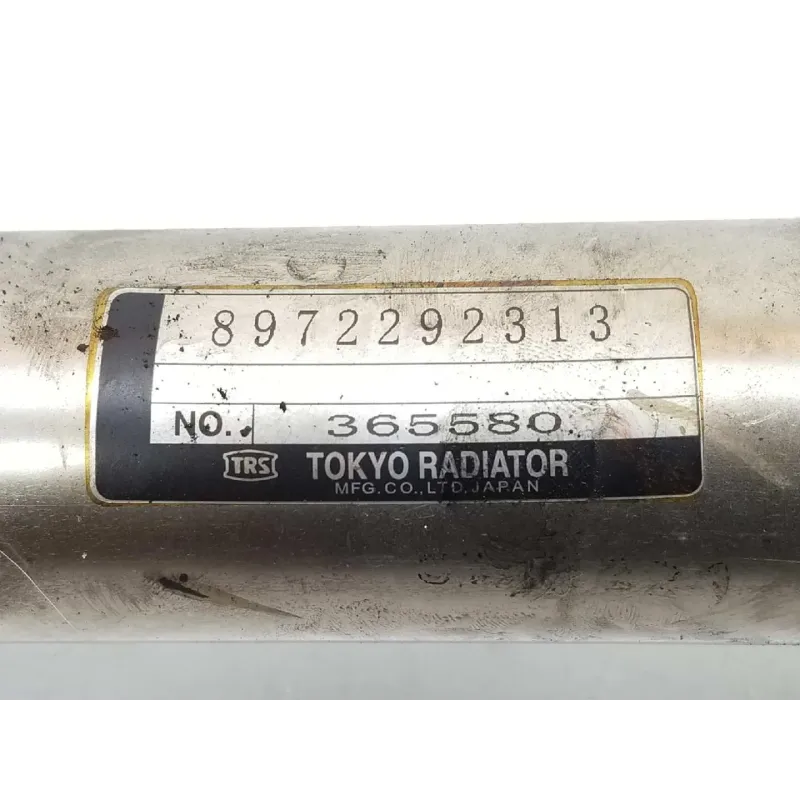 8972292313
NO. 365580
TRS TOKYO RADIATOR
MFG.CO.,LTD.JAPAN